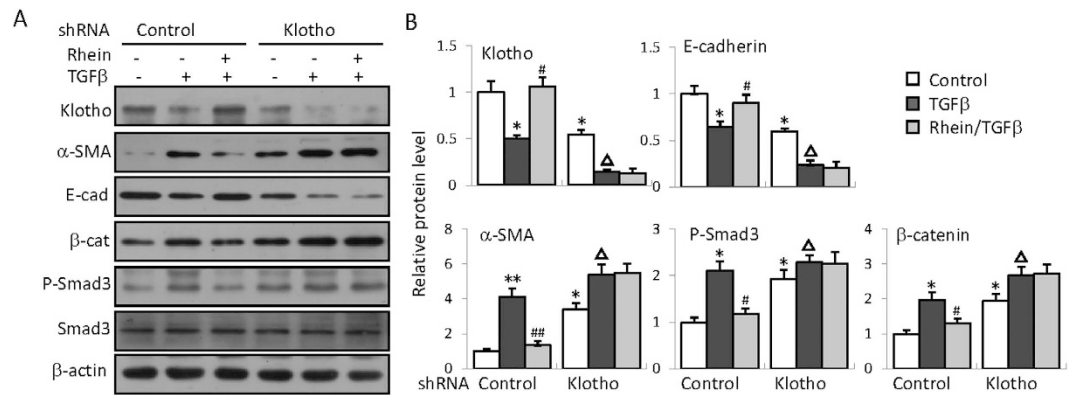 A
shRNA Control Klotho
Rhein - - + - - +
TGFβ - + + - + +
Klotho
α-SMA
E-cad
β-cat
P-Smad3
Smad3
β-actin
B
Relative protein level
Klotho
1.5
1
0.5
0
*
#
*
Δ
E-cadherin
1.5
1
0.5
0
*
#
*
Δ
Control
TGFβ
Rhein/TGFβ
α-SMA
8
6
4
2
0
**
##
*
Δ
P-Smad3
3
2
1
0
*
#
*
Δ
β-catenin
4
3
2
1
0
*
#
*
Δ
shRNA Control Klotho Control Klotho Control Klotho